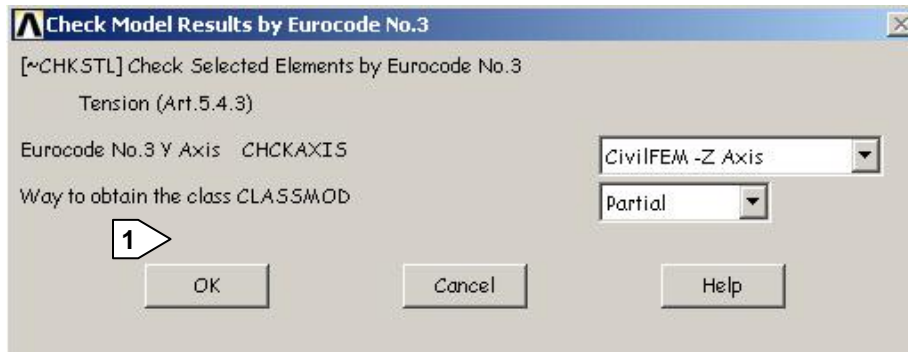 Check Model Results by Eurocode No.3
[~CHKSTL] Check Selected Elements by Eurocode No.3
Tension (Art.5.4.3)
Eurocode No.3 Y Axis CHCKAXIS
CivilFEM -Z Axis
Way to obtain the class CLASSMOD
Partial
1
OK Cancel Help